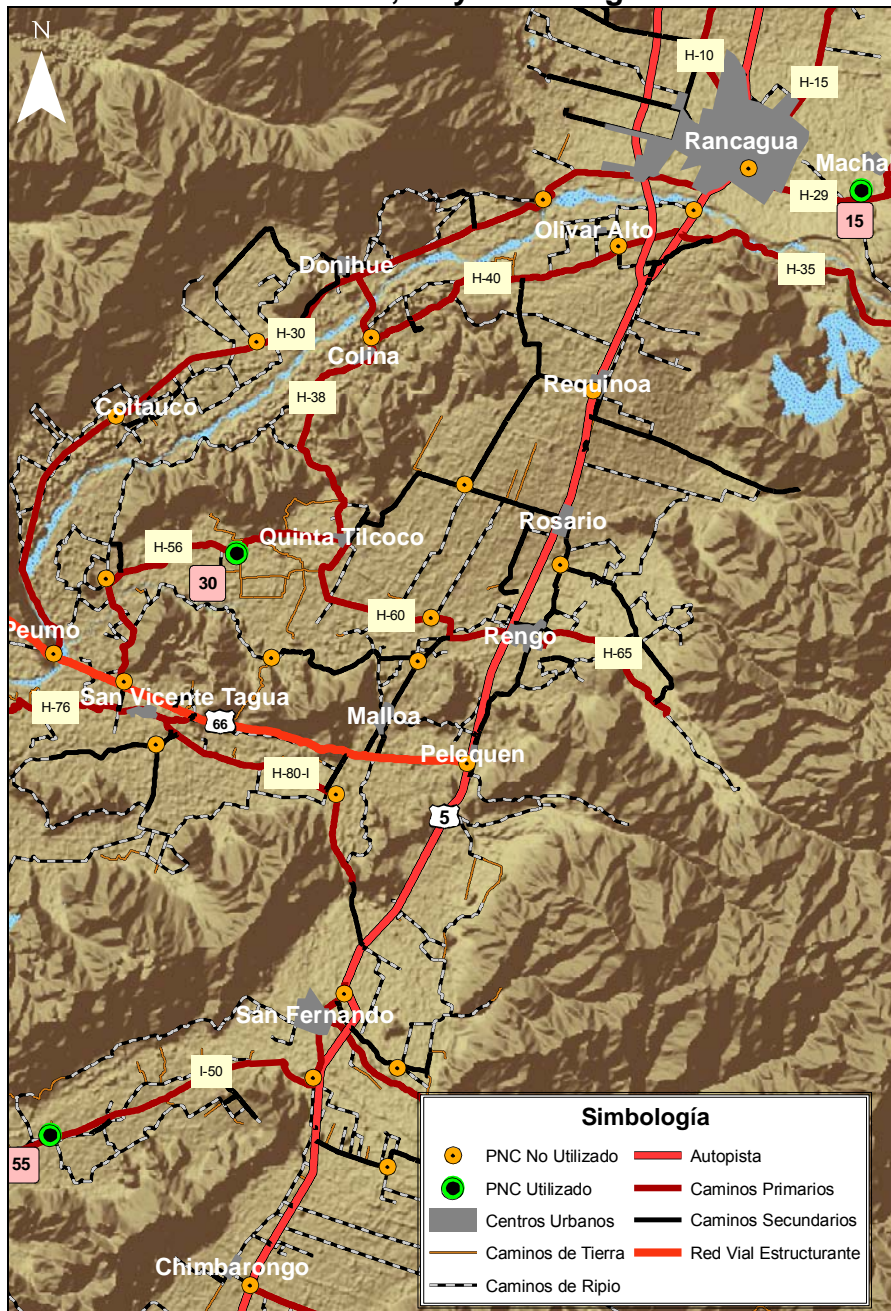 N
H-10
H-15
Rancagua
Macha
H-29
15
Olivar Alto
H-35
Donihue
H-40
H-30
Colina
H-38
Requinoa
Coltauco
Rosario
Quinta Tilcoco
H-56
30
H-60
Rengo
H-65
Peumo
San Vicente Tagua
H-76
66
Malloa
Pelequen
H-80-I
5
San Fernando
I-50
55
Chimbarongo
Simbología
PNC No Utilizado
Autopista
PNC Utilizado
Caminos Primarios
Centros Urbanos
Caminos Secundarios
Caminos de Tierra
Red Vial Estructurante
Caminos de Ripio